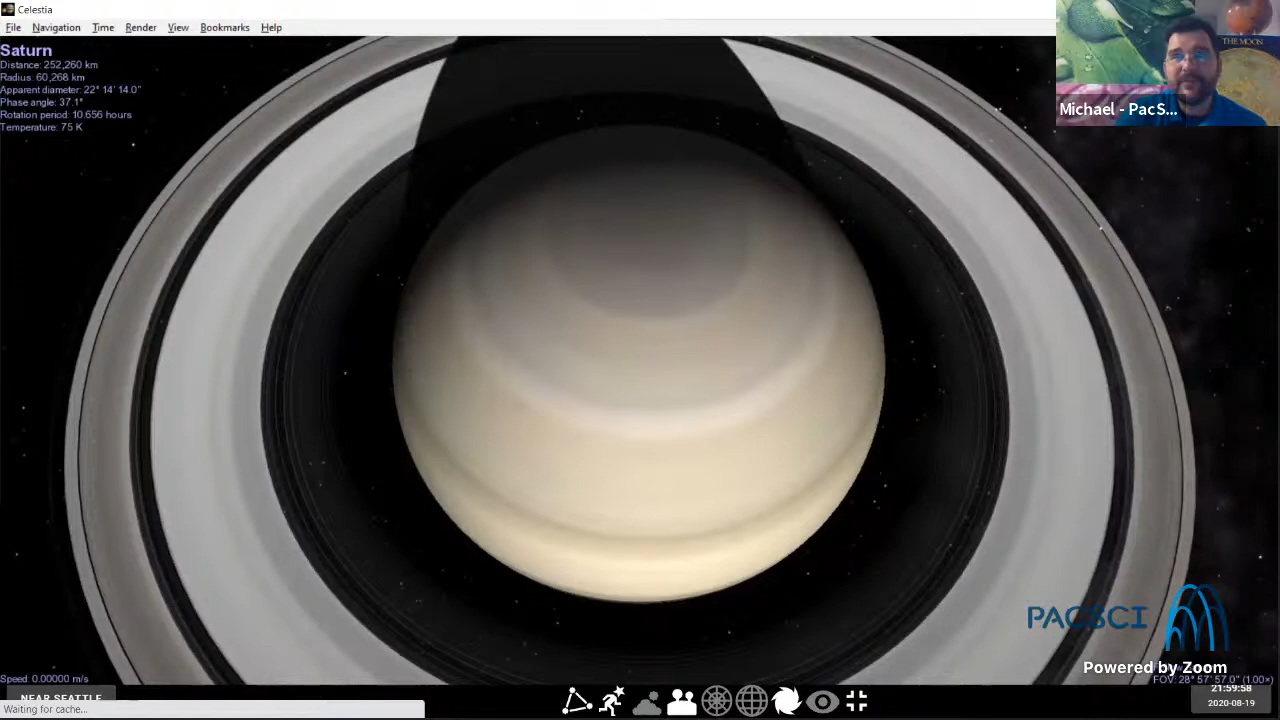 Celestia
File Navigation Time Render View Bookmarks Help
Saturn
Distance: 252,260 km
Radius: 60,268 km
Apparent diameter: 22° 14' 14.0"
Phase angle: 37.1°
Rotation period: 10.656 hours
Temperature: 75 K
THE MOON
Michael - Pac S...
PACSCI
Powered by Zoom
Speed: 0.00000 m/s
FOV: 28° 57' 57.0" (1.00×)
NEAR SEATTLE
21:59:58
2020-08-19
Waiting for cache...